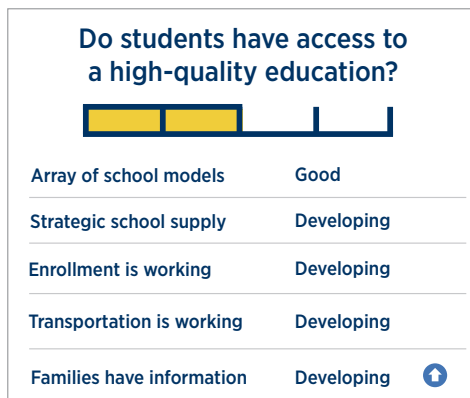 Do students have access to
a high-quality education?
Array of school models Good
Strategic school supply Developing
Enrollment is working Developing
Transportation is working Developing
Families have information Developing